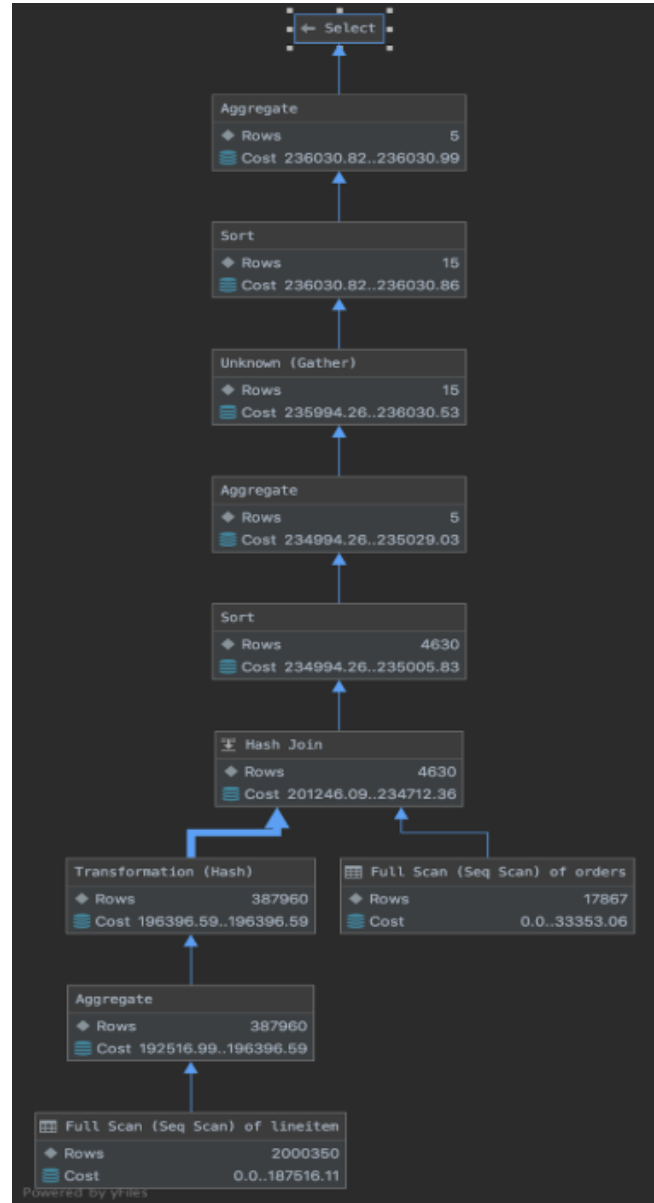 ← Select
Aggregate
Rows 5
Cost 236030.82..236030.99
Sort
Rows 15
Cost 236030.82..236030.86
Unknown (Gather)
Rows 15
Cost 235994.26..236030.53
Aggregate
Rows 5
Cost 234994.26..235029.03
Sort
Rows 4630
Cost 234994.26..235005.83
Hash Join
Rows 4630
Cost 201246.09..234712.36
Transformation (Hash)
Rows 387960
Cost 196396.59..196396.59
Full Scan (Seq Scan) of orders
Rows 17867
Cost 0.0..33353.06
Aggregate
Rows 387960
Cost 192516.99..196396.59
Full Scan (Seq Scan) of lineitem
Rows 2000350
Cost 0.0..187516.11
Powered by yFiles